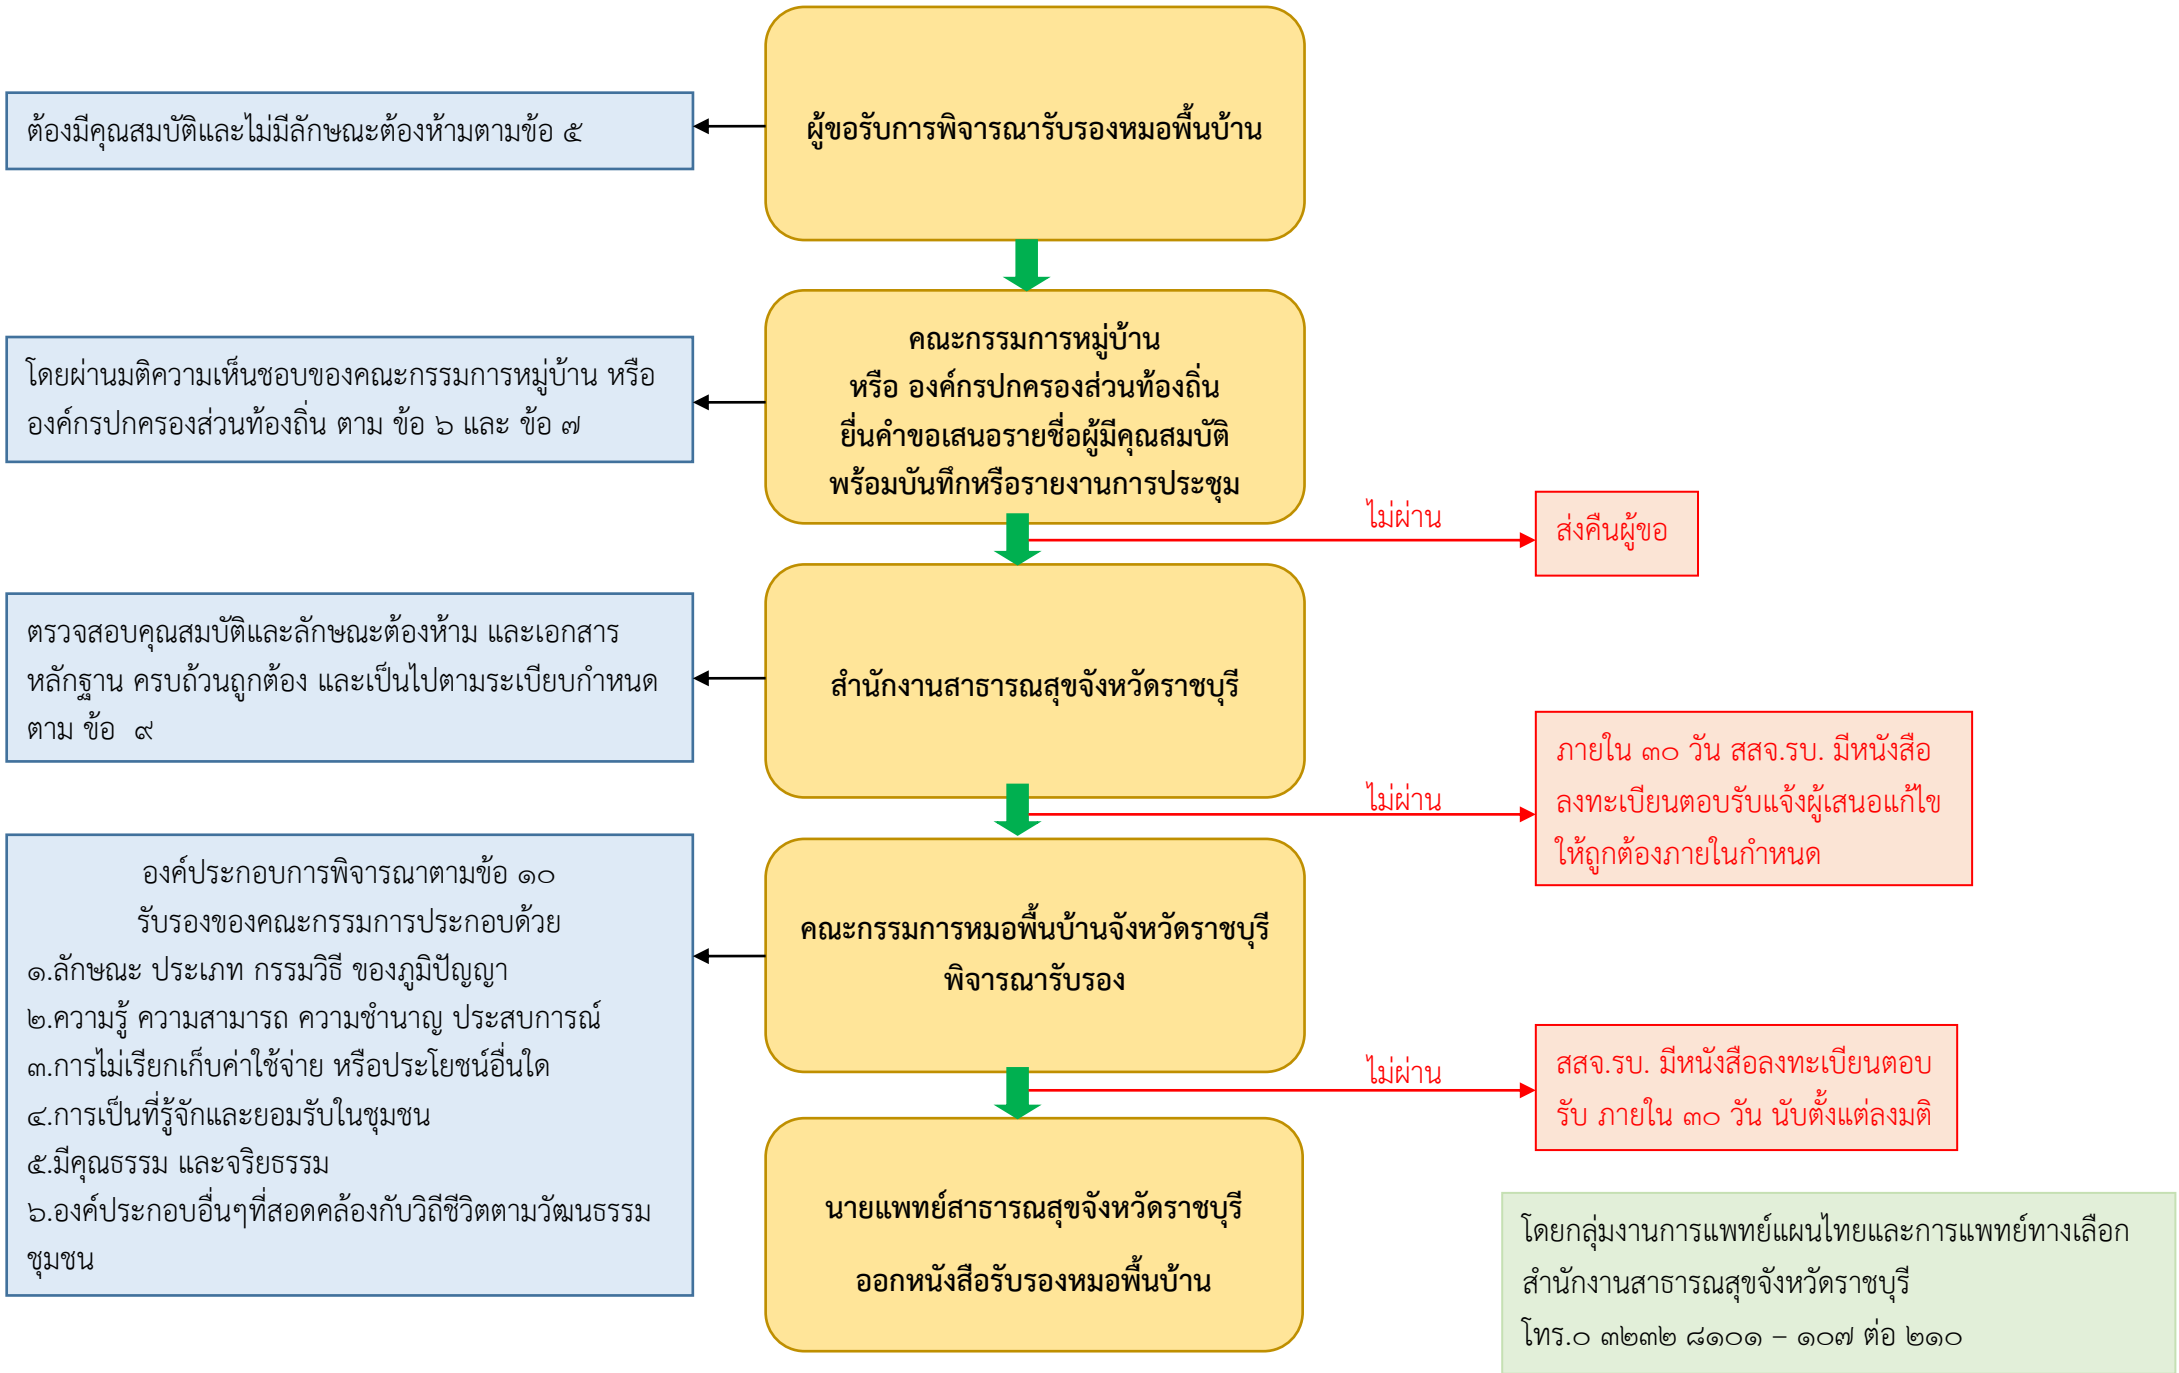 ผู้ขอรับการพิจารณารับรองหมอพื้นบ้าน
ต้องมีคุณสมบัติและไม่มีลักษณะต้องห้ามตามข้อ ๕
คณะกรรมการหมู่บ้าน
หรือ องค์กรปกครองส่วนท้องถิ่น
ยื่นคำขอเสนอรายชื่อผู้มีคุณสมบัติ
พร้อมบันทึกหรือรายงานการประชุม
โดยผ่านมติความเห็นชอบของคณะกรรมการหมู่บ้าน หรือ
องค์กรปกครองส่วนท้องถิ่น ตาม ข้อ ๖ และ ข้อ ๗
ไม่ผ่าน
ส่งคืนผู้ขอ
สำนักงานสาธารณสุขจังหวัดราชบุรี
ตรวจสอบคุณสมบัติและลักษณะต้องห้าม และเอกสาร
หลักฐาน ครบถ้วนถูกต้อง และเป็นไปตามระเบียบกำหนด
ตาม ข้อ ๙
ไม่ผ่าน
ภายใน ๓๐ วัน สสจ.รบ. มีหนังสือ
ลงทะเบียนตอบรับแจ้งผู้เสนอแก้ไข
ให้ถูกต้องภายในกำหนด
คณะกรรมการหมอพื้นบ้านจังหวัดราชบุรี
พิจารณารับรอง
องค์ประกอบการพิจารณาตามข้อ ๑๐
รับรองของคณะกรรมการประกอบด้วย
๑.ลักษณะ ประเภท กรรมวิธี ของภูมิปัญญา
๒.ความรู้ ความสามารถ ความชำนาญ ประสบการณ์
๓.การไม่เรียกเก็บค่าใช้จ่าย หรือประโยชน์อื่นใด
๔.การเป็นที่รู้จักและยอมรับในชุมชน
๕.มีคุณธรรม และจริยธรรม
๖.องค์ประกอบอื่นๆที่สอดคล้องกับวิถีชีวิตตามวัฒนธรรม
ชุมชน
ไม่ผ่าน
สสจ.รบ. มีหนังสือลงทะเบียนตอบ
รับ ภายใน ๓๐ วัน นับตั้งแต่ลงมติ
นายแพทย์สาธารณสุขจังหวัดราชบุรี
ออกหนังสือรับรองหมอพื้นบ้าน
โดยกลุ่มงานการแพทย์แผนไทยและการแพทย์ทางเลือก
สำนักงานสาธารณสุขจังหวัดราชบุรี
โทร.๐ ๓๒๓๒ ๘๑๐๑ – ๑๐๗ ต่อ ๒๑๐